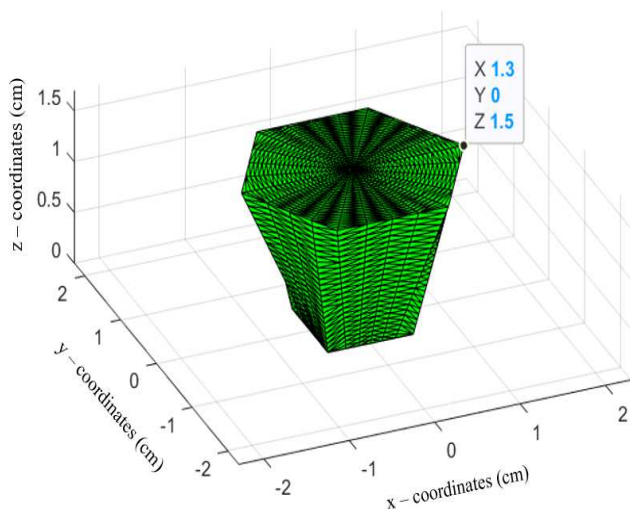 X 1.3
Y 0
Z 1.5
1.5
1
0.5
0
z – coordinates (cm)
2
1
0
-1
-2
y – coordinates (cm)
-2
-1
0
1
2
x – coordinates (cm)